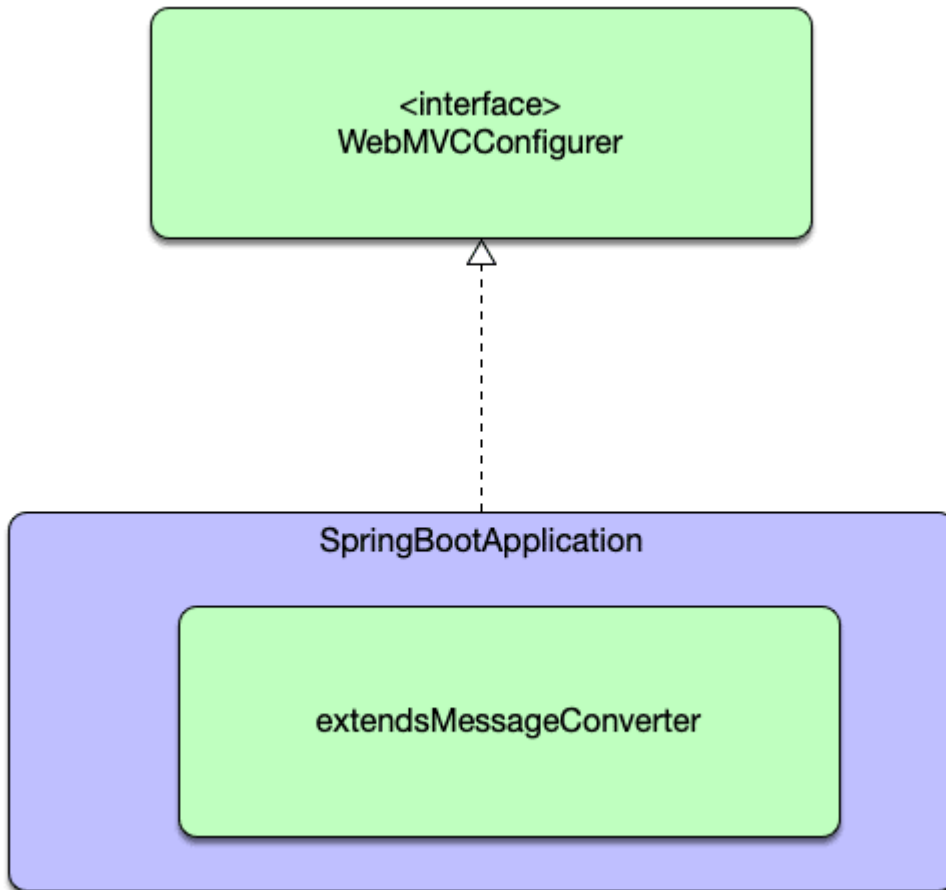 <interface>
WebMVCConfigurer
SpringBootApplication
extendsMessageConverter